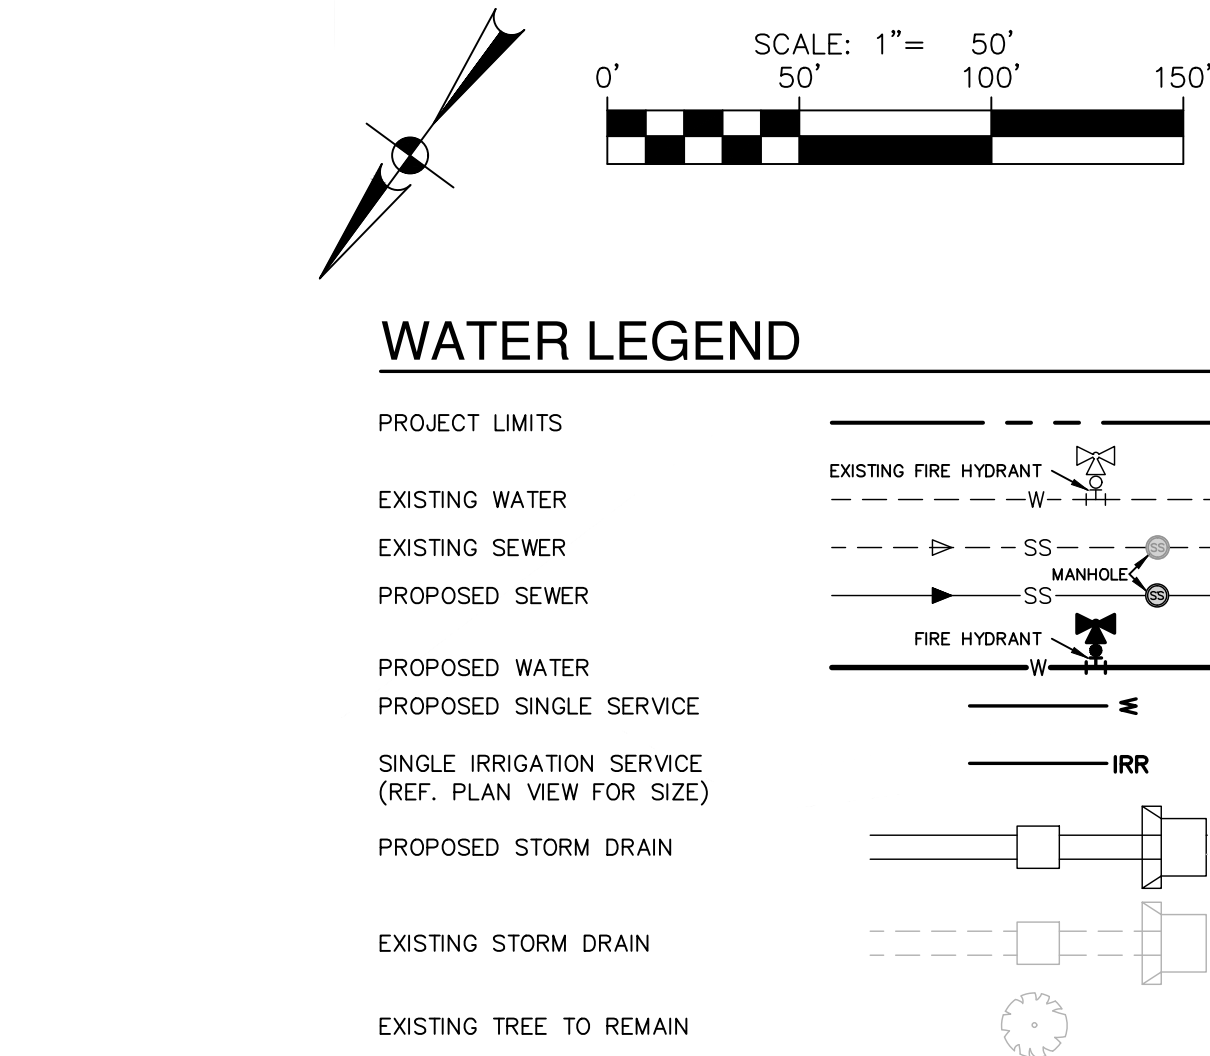 SCALE: 1"= 50'
0' 50' 100' 150'
WATER LEGEND
PROJECT LIMITS
EXISTING FIRE HYDRANT
EXISTING WATER W
EXISTING SEWER SS SS
MANHOLE
PROPOSED SEWER SS SS
FIRE HYDRANT
PROPOSED WATER W
PROPOSED SINGLE SERVICE W
SINGLE IRRIGATION SERVICE IRR
(REF. PLAN VIEW FOR SIZE)
PROPOSED STORM DRAIN
EXISTING STORM DRAIN
EXISTING TREE TO REMAIN